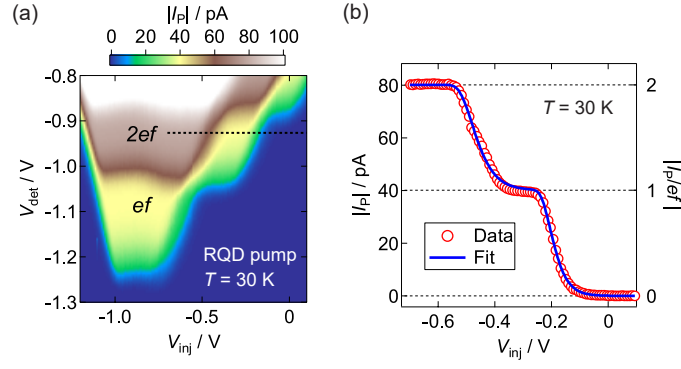 (a)
|I_P| / pA
0 20 40 60 80 100
-0.8
-0.9
-1.0
-1.1
-1.2
-1.3
V_det / V
2ef
ef
RQD pump
T = 30 K
-1.0 -0.5 0
V_inj / V
(b)
80
60
40
20
0
|I_P| / pA
T = 30 K
Data
Fit
2
1
0
|I_P/ef|
-0.6 -0.4 -0.2 0
V_inj / V